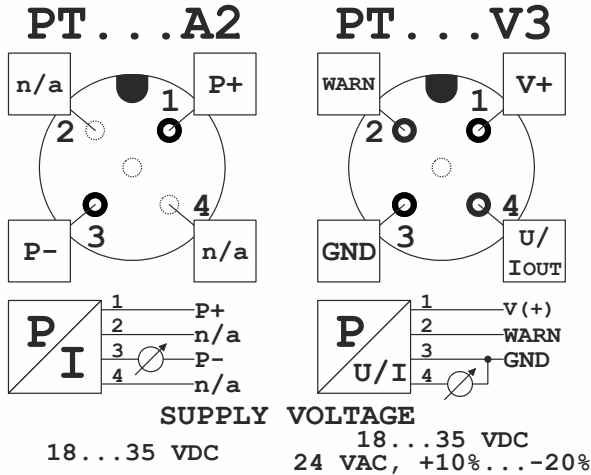 PT...A2 PT...V3
n/a P+ WARN V+
1 1
2 2
4 4
3 3
P- n/a GND U/
IOUT
1 P+ 1 V(+)
P 2 n/a P 2 WARN
I 3 P- U/I 3 GND
4 n/a 4
SUPPLY VOLTAGE
18...35 VDC 18...35 VDC
24 VAC, +10%...-20%